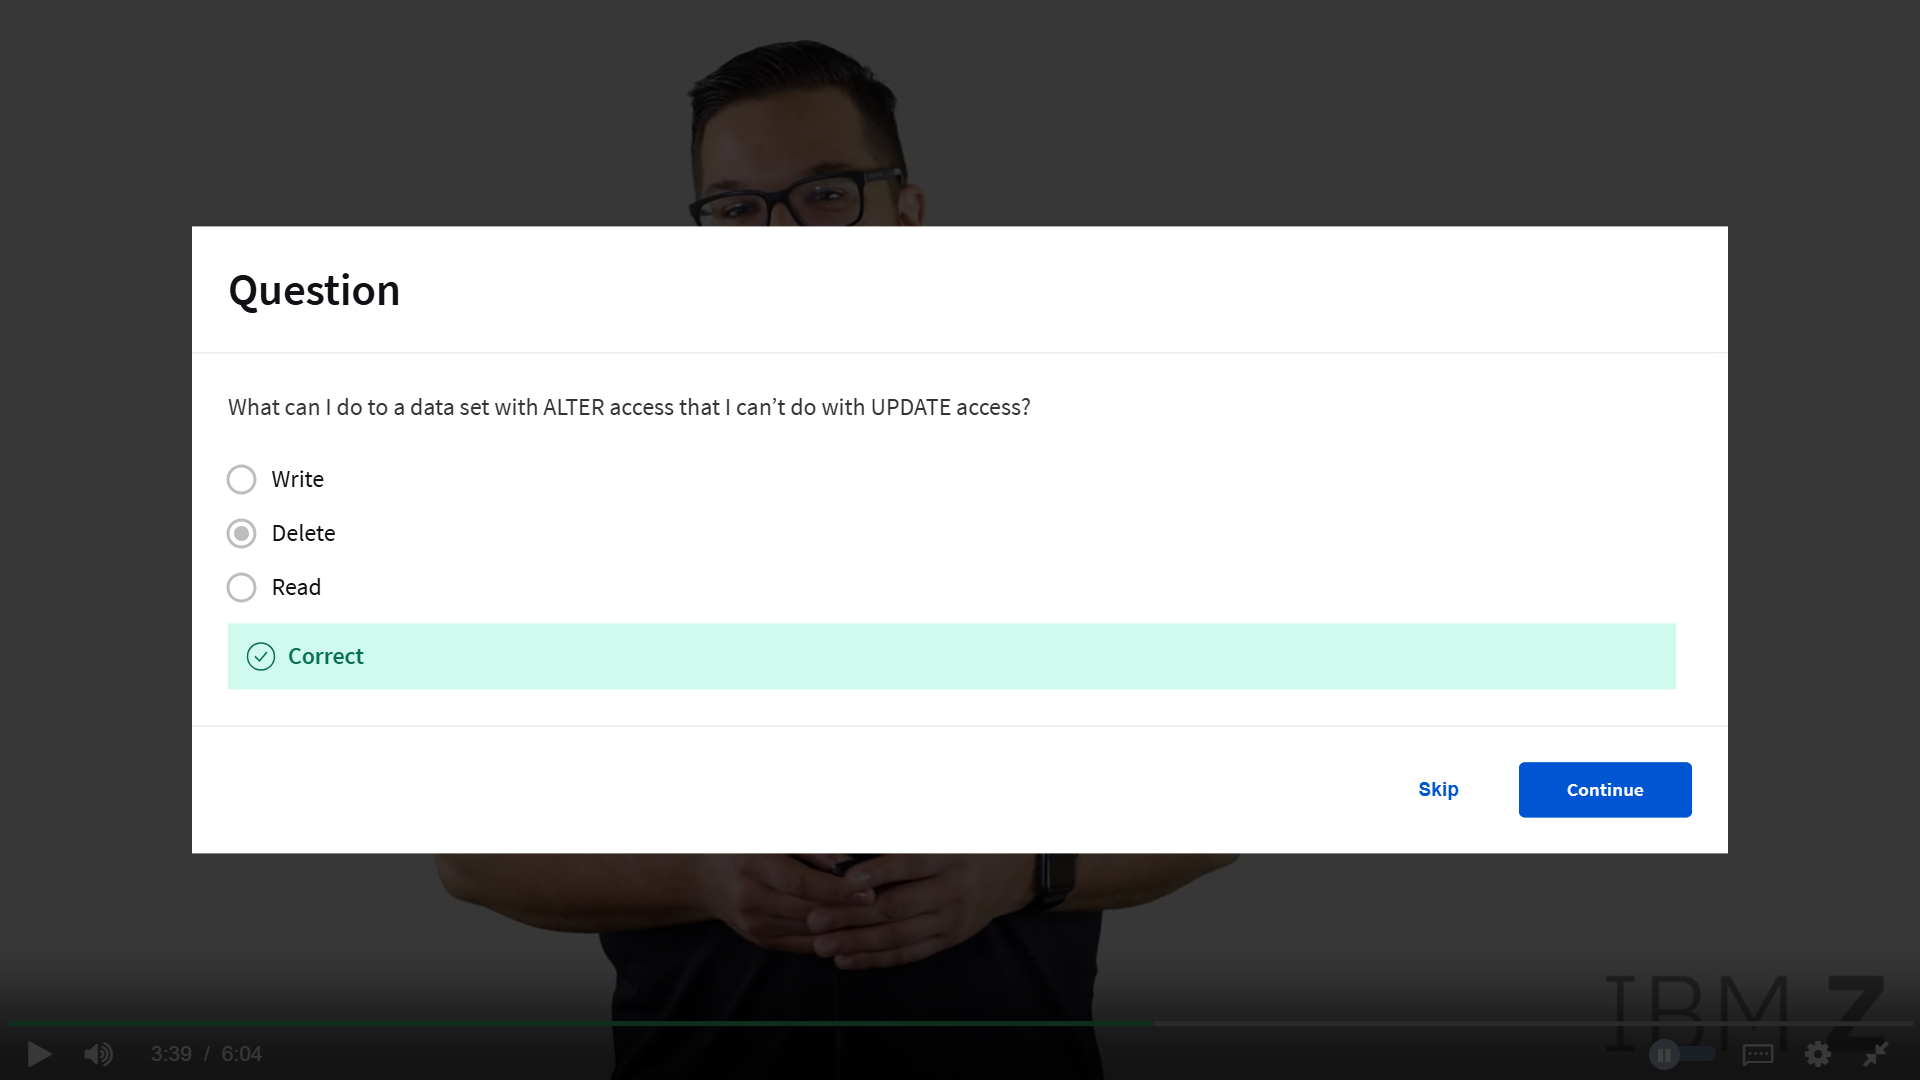 Question
What can I do to a data set with ALTER access that I can’t do with UPDATE access?
Write
Delete
Read
Correct
Skip
Continue
IBM Z
3:39 / 6:04